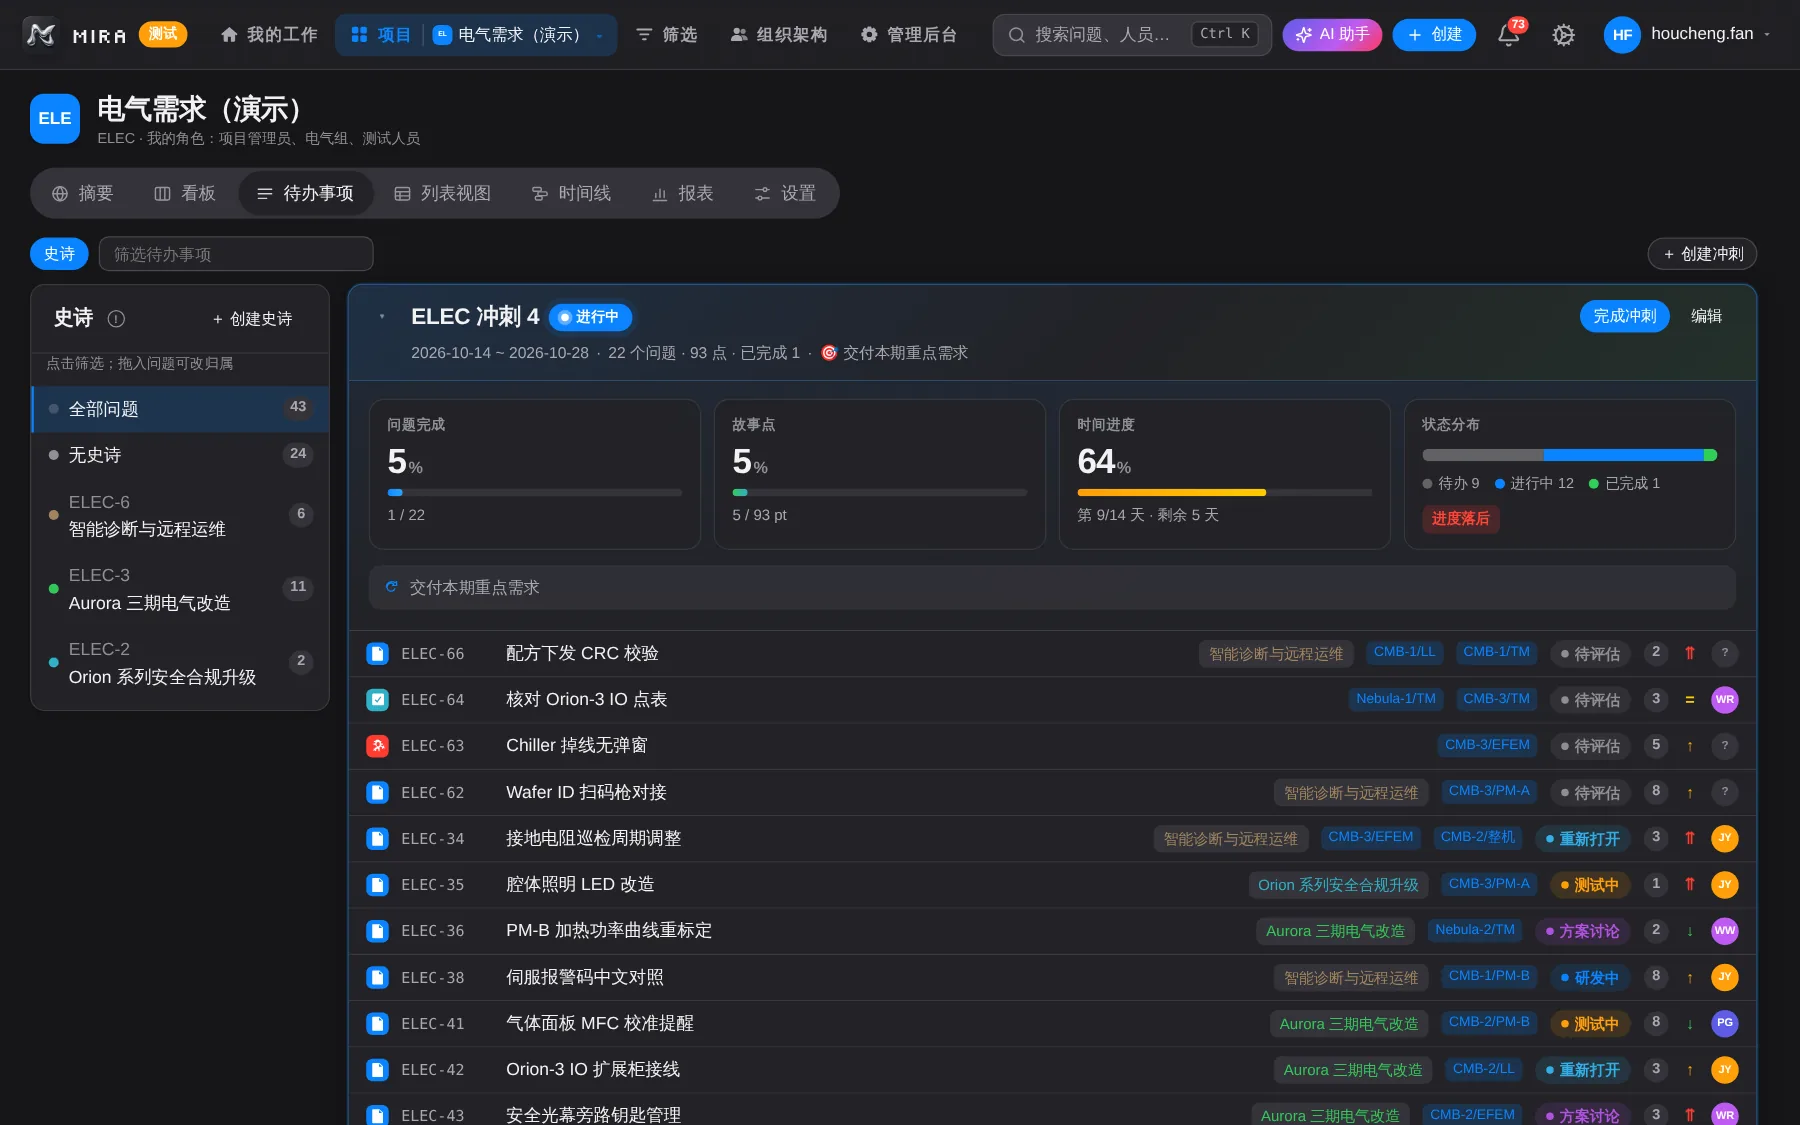 MIRA 测试 我的工作 项目 EL 电气需求（演示） 筛选 组织架构 管理后台 搜索问题、人员... Ctrl K AI 助手 + 创建 73 HF houcheng.fan
ELE 电气需求（演示）
ELEC · 我的角色：项目管理员、电气组、测试人员
摘要 看板 待办事项 列表视图 时间线 报表 设置
史诗 筛选待办事项 + 创建冲刺
史诗 + 创建史诗
点击筛选；拖入问题可改归属
全部问题 43
无史诗 24
ELEC-6
智能诊断与远程运维 6
ELEC-3
Aurora 三期电气改造 11
ELEC-2
Orion 系列安全合规升级 2
ELEC 冲刺 4 进行中 完成冲刺 编辑
2026-10-14 ~ 2026-10-28 · 22 个问题 · 93 点 · 已完成 1 · 🎯 交付本期重点需求
问题完成
5%
1 / 22
故事点
5%
5 / 93 pt
时间进度
64%
第 9/14 天 · 剩余 5 天
状态分布
待办 9 进行中 12 已完成 1
进度落后
交付本期重点需求
ELEC-66 配方下发 CRC 校验 智能诊断与远程运维 CMB-1/LL CMB-1/TM 待评估 2 ⇈ ?
ELEC-64 核对 Orion-3 IO 点表 Nebula-1/TM CMB-3/TM 待评估 3 = WR
ELEC-63 Chiller 掉线无弹窗 CMB-3/EFEM 待评估 5 ↑ ?
ELEC-62 Wafer ID 扫码枪对接 智能诊断与远程运维 CMB-3/PM-A 待评估 8 ↑ ?
ELEC-34 接地电阻巡检周期调整 智能诊断与远程运维 CMB-3/EFEM CMB-2/整机 重新打开 3 ⇈ JY
ELEC-35 腔体照明 LED 改造 Orion 系列安全合规升级 CMB-3/PM-A 测试中 1 ⇈ JY
ELEC-36 PM-B 加热功率曲线重标定 Aurora 三期电气改造 Nebula-2/TM 方案讨论 2 ↓ WW
ELEC-38 伺服报警码中文对照 智能诊断与远程运维 CMB-1/PM-B 研发中 8 ↑ JY
ELEC-41 气体面板 MFC 校准提醒 Aurora 三期电气改造 CMB-2/PM-B 测试中 8 ↓ PG
ELEC-42 Orion-3 IO 扩展柜接线 Aurora 三期电气改造 CMB-2/LL 重新打开 3 ↑ JY
ELEC-43 安全光幕旁路钥匙管理 Aurora 三期电气改造 CMB-2/EFEM 方案讨论 3 ⇈ WR